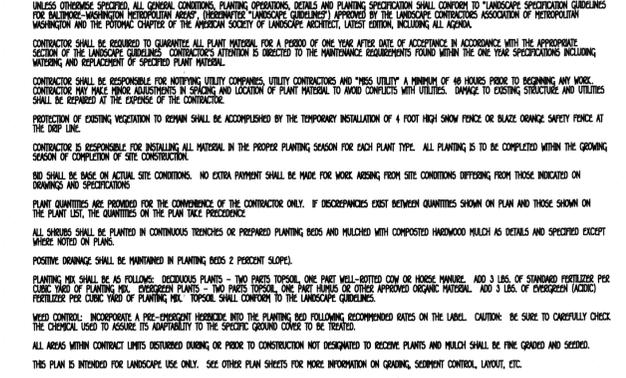 UNLESS OTHERWISE SPECIFIED, ALL GENERAL CONDITIONS, PLANTING OPERATIONS, DETAILS AND PLANTING SPECIFICATION SHALL CONFORM TO "LANDSCAPE SPECIFICATION GUIDELINES
FOR BALTIMORE-WASHINGTON METROPOLITAN AREAS", (HEREINAFTER "LANDSCAPE GUIDELINES") APPROVED BY THE LANDSCAPE CONTRACTORS ASSOCIATION OF METROPOLITAN
WASHINGTON AND THE POTOMAC CHAPTER OF THE AMERICAN SOCIETY OF LANDSCAPE ARCHITECT, LATEST EDITION, INCLUDING ALL AGENDA.
CONTRACTOR SHALL BE REQUIRED TO GUARANTEE ALL PLANT MATERIAL FOR A PERIOD OF ONE YEAR AFTER DATE OF ACCEPTANCE IN ACCORDANCE WITH THE APPROPRIATE
SECTION OF THE LANDSCAPE GUIDELINES. CONTRACTOR'S ATTENTION IS DIRECTED TO THE MAINTENANCE REQUIREMENTS FOUND WITHIN THE ONE YEAR SPECIFICATIONS INCLUDING
WATERING AND REPLACEMENT OF SPECIFIED PLANT MATERIAL.
CONTRACTOR SHALL BE RESPONSIBLE FOR NOTIFYING UTILITY COMPANIES, UTILITY CONTRACTORS AND "MISS UTILITY" A MINIMUM OF 48 HOURS PRIOR TO BEGINNING ANY WORK.
CONTRACTOR MAY MAKE MINOR ADJUSTMENTS IN SPACING AND LOCATION OF PLANT MATERIAL TO AVOID CONFLICTS WITH UTILITIES. DAMAGE TO EXISTING STRUCTURE AND UTILITIES
SHALL BE REPAIRED AT THE EXPENSE OF THE CONTRACTOR.
PROTECTION OF EXISTING VEGETATION TO REMAIN SHALL BE ACCOMPLISHED BY THE TEMPORARY INSTALLATION OF 4 FOOT HIGH SNOW FENCE OR BLAZE ORANGE SAFETY FENCE AT
THE DRIP LINE.
CONTRACTOR IS RESPONSIBLE FOR INSTALLING ALL MATERIAL IN THE PROPER PLANTING SEASON FOR EACH PLANT TYPE. ALL PLANTING IS TO BE COMPLETED WITHIN THE GROWING
SEASON OF COMPLETION OF SITE CONSTRUCTION.
BID SHALL BE BASE ON ACTUAL SITE CONDITIONS. NO EXTRA PAYMENT SHALL BE MADE FOR WORK ARISING FROM SITE CONDITIONS DIFFERING FROM THOSE INDICATED ON
DRAWINGS AND SPECIFICATIONS
PLANT QUANTITIES ARE PROVIDED FOR THE CONVENIENCE OF THE CONTRACTOR ONLY. IF DISCREPANCIES EXIST BETWEEN QUANTITIES SHOWN ON PLAN AND THOSE SHOWN ON
THE PLANT LIST, THE QUANTITIES ON THE PLAN TAKE PRECEDENCE
ALL SHRUBS SHALL BE PLANTED IN CONTINUOUS TRENCHES OR PREPARED PLANTING BEDS AND MULCHED WITH COMPOSTED HARDWOOD MULCH AS DETAILS AND SPECIFIED EXCEPT
WHERE NOTED ON PLANS.
POSITIVE DRAINAGE SHALL BE MAINTAINED IN PLANTING BEDS 2 PERCENT SLOPE).
PLANTING MIX SHALL BE AS FOLLOWS: DECIDUOUS PLANTS - TWO PARTS TOPSOIL, ONE PART WELL-ROTTED COW OR HORSE MANURE. ADD 3 LBS. OF STANDARD FERTILIZER PER
CUBIC YARD OF PLANTING MIX. EVERGREEN PLANTS - TWO PARTS TOPSOIL, ONE PART HUMUS OR OTHER APPROVED ORGANIC MATERIAL. ADD 3 LBS. OF EVERGREEN (ACIDIC)
FERTILIZER PER CUBIC YARD OF PLANTING MIX. TOPSOIL SHALL CONFORM TO THE LANDSCAPE GUIDELINES.
WEED CONTROL: INCORPORATE A PRE-EMERGENT HERBICIDE INTO THE PLANTING BED FOLLOWING RECOMMENDED RATES ON THE LABEL. CAUTION: BE SURE TO CAREFULLY CHECK
THE CHEMICAL USED TO ASSURE ITS ADAPTABILITY TO THE SPECIFIC GROUND COVER TO BE TREATED.
ALL AREAS WITHIN CONTRACT LIMITS DISTURBED DURING OR PRIOR TO CONSTRUCTION NOT DESIGNATED TO RECEIVE PLANTS AND MULCH SHALL BE FINE GRADED AND SEEDED.
THIS PLAN IS INTENDED FOR LANDSCAPE USE ONLY. SEE OTHER PLAN SHEETS FOR MORE INFORMATION ON GRADING, SEDIMENT CONTROL, LAYOUT, ETC.